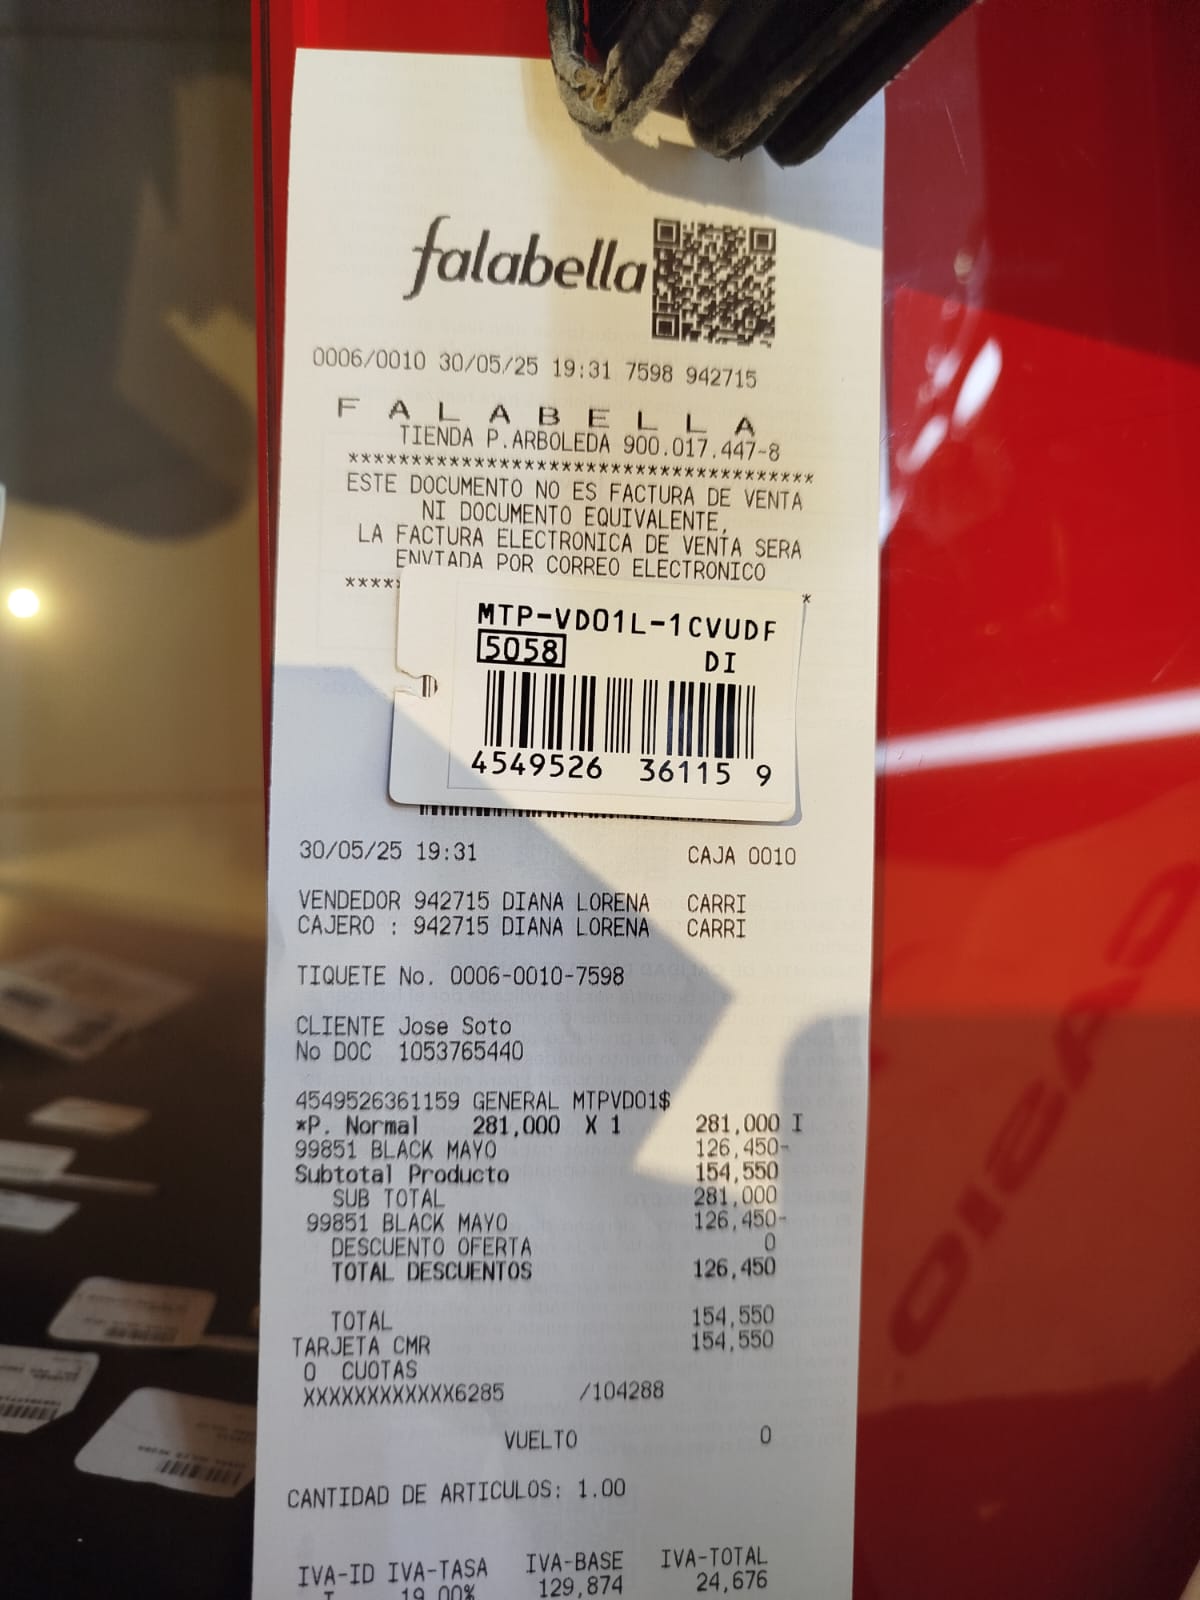 falabella
0006/0010 30/05/25 19:31 7598 942715
F A L A B E L L A
TIENDA P.ARBOLEDA 900.017.447-8
*************************************
ESTE DOCUMENTO NO ES FACTURA DE VENTA
NI DOCUMENTO EQUIVALENTE,
LA FACTURA ELECTRONICA DE VENTA SERA
ENVIADA POR CORREO ELECTRONICO
MTP-VD01L-1CVUDF
5058 DI
4549526 36115 9
30/05/25 19:31 CAJA 0010
VENDEDOR 942715 DIANA LORENA CARRI
CAJERO : 942715 DIANA LORENA CARRI
TIQUETE No. 0006-0010-7598
CLIENTE Jose Soto
No DOC 1053765440
4549526361159 GENERAL MTPVD01$
*P. Normal 281,000 X 1 281,000 I
99851 BLACK MAYO 126,450-
Subtotal Producto 154,550
SUB TOTAL 281,000
99851 BLACK MAYO 126,450-
DESCUENTO OFERTA 0
TOTAL DESCUENTOS 126,450
TOTAL 154,550
TARJETA CMR 154,550
0 CUOTAS
XXXXXXXXXXXX6285 /104288
VUELTO 0
CANTIDAD DE ARTICULOS: 1.00
IVA-ID IVA-TASA IVA-BASE IVA-TOTAL
I 19.00% 129,874 24,676
CASIO